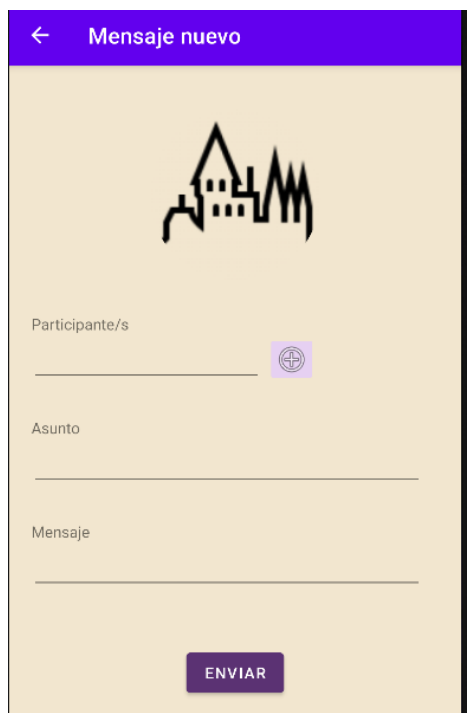 Mensaje nuevo
Participante/s
Asunto
Mensaje
ENVIAR